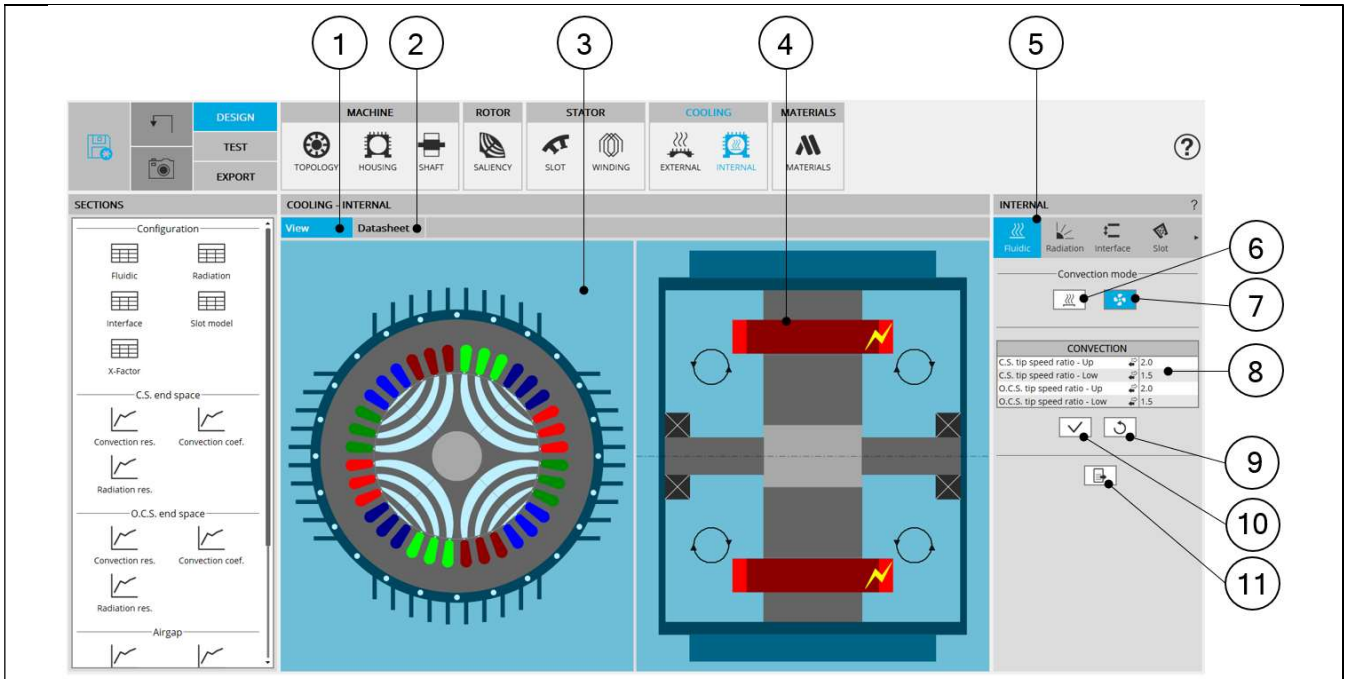 1 2 3 4 5
DESIGN MACHINE ROTOR STATOR COOLING MATERIALS
TEST
EXPORT
TOPOLOGY HOUSING SHAFT SALIENCY SLOT WINDING EXTERNAL INTERNAL MATERIALS
?
SECTIONS COOLING - INTERNAL INTERNAL ?
View Datasheet
Configuration
Fluidic Radiation
Interface Slot model
X-Factor
C.S. end space
Convection res. Convection coef.
Radiation res.
O.C.S. end space
Convection res. Convection coef.
Radiation res.
Airgap
Fluidic Radiation Interface Slot
Convection mode
6
7
CONVECTION
C.S. tip speed ratio - Up 2.0
C.S. tip speed ratio - Low 1.5
O.C.S. tip speed ratio - Up 2.0
O.C.S. tip speed ratio - Low 1.5
8
9
10
11